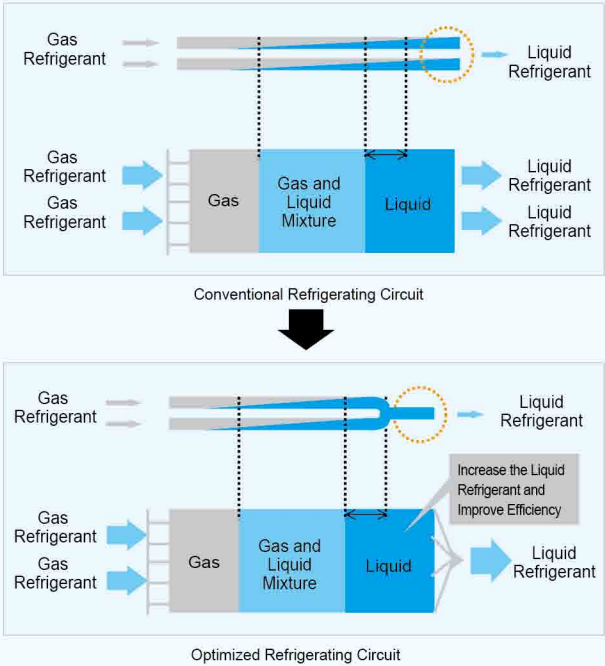 Gas
Refrigerant
Liquid
Refrigerant
Gas
Refrigerant
Gas
Refrigerant
Gas
Gas and
Liquid
Mixture
Liquid
Liquid
Refrigerant
Liquid
Refrigerant
Conventional Refrigerating Circuit
Gas
Refrigerant
Liquid
Refrigerant
Increase the Liquid
Refrigerant and
Improve Efficiency
Gas
Refrigerant
Gas
Refrigerant
Gas
Gas and
Liquid
Mixture
Liquid
Liquid
Refrigerant
Optimized Refrigerating Circuit